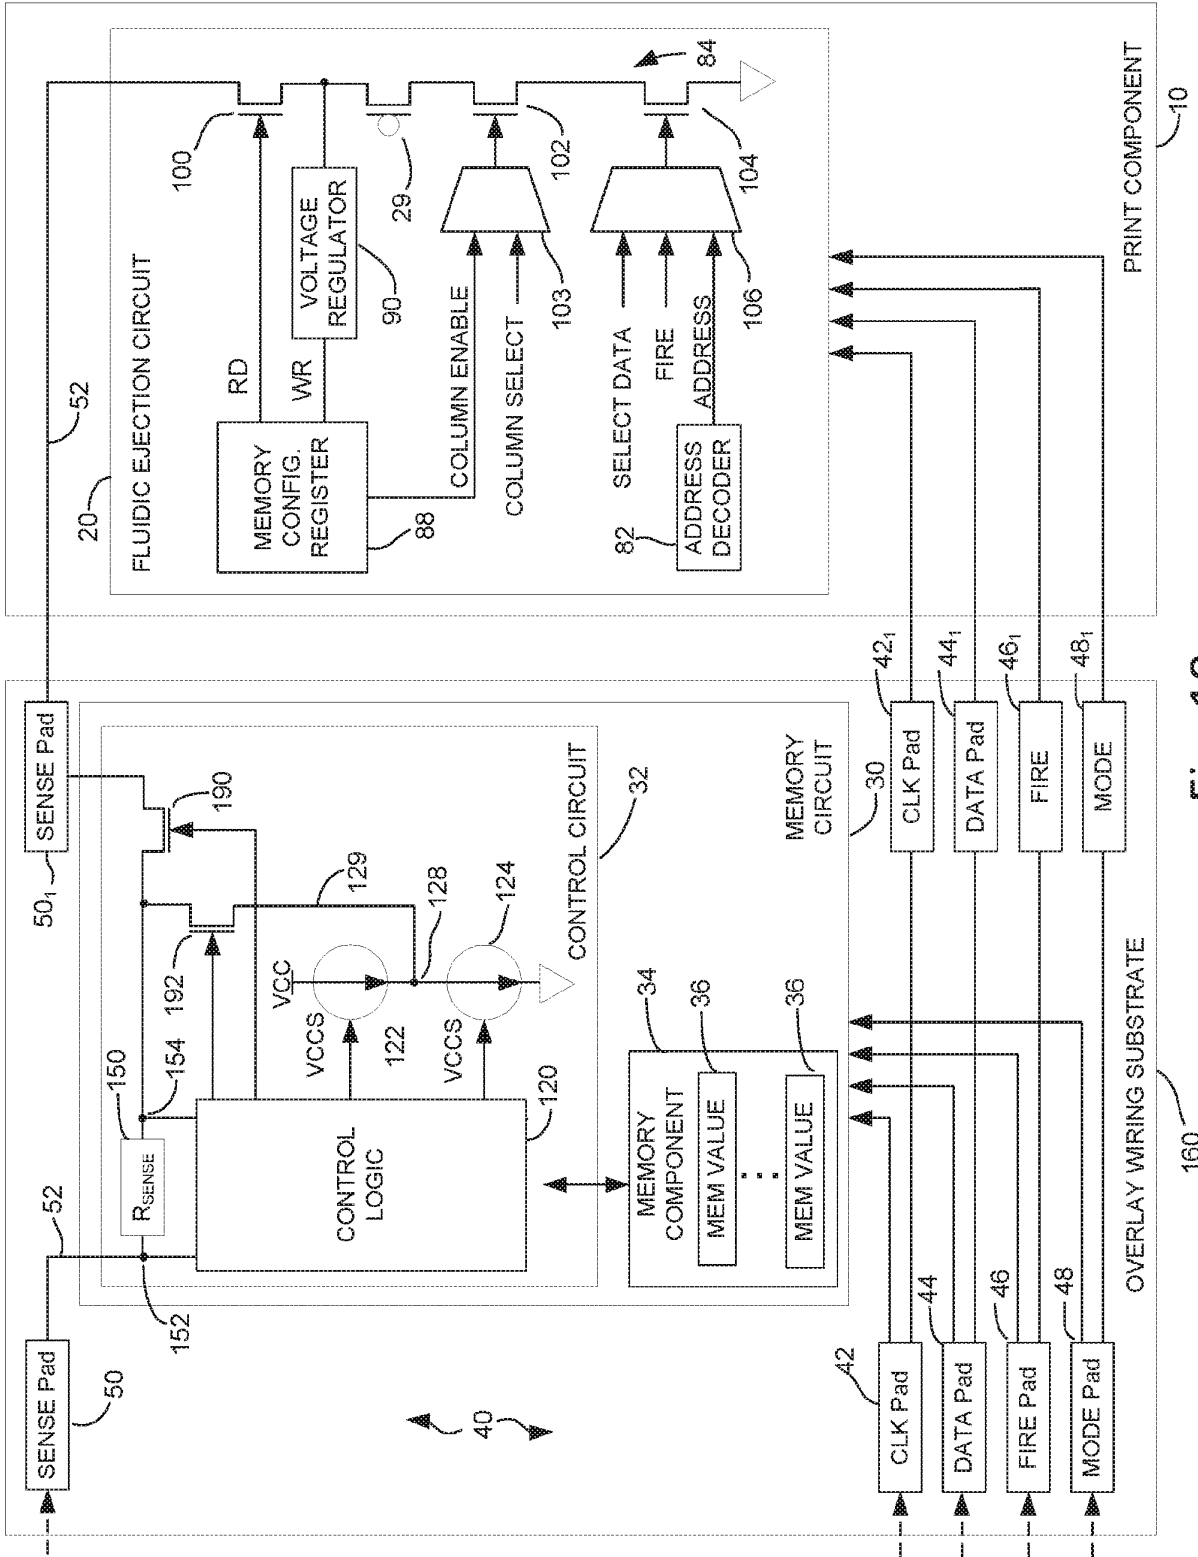 SENSE Pad
50
52
152
R_SENSE
150
154
192
190
50₁
SENSE Pad
52
CONTROL
LOGIC
120
VCC
VCCS
122
VCCS
128
129
124
CONTROL CIRCUIT
32
MEMORY
COMPONENT
34
MEM VALUE
36
MEM VALUE
36
MEMORY
CIRCUIT
30
40
CLK Pad
42
DATA Pad
44
FIRE Pad
46
MODE Pad
48
CLK Pad
42₁
DATA Pad
44₁
FIRE
46₁
MODE
48₁
OVERLAY WIRING SUBSTRATE
160
20
FLUIDIC EJECTION CIRCUIT
MEMORY
CONFIG.
REGISTER
88
RD
WR
VOLTAGE
REGULATOR
90
100
29
84
COLUMN ENABLE
COLUMN SELECT
103
102
SELECT DATA
FIRE
ADDRESS
ADDRESS
DECODER
82
106
104
PRINT COMPONENT
10